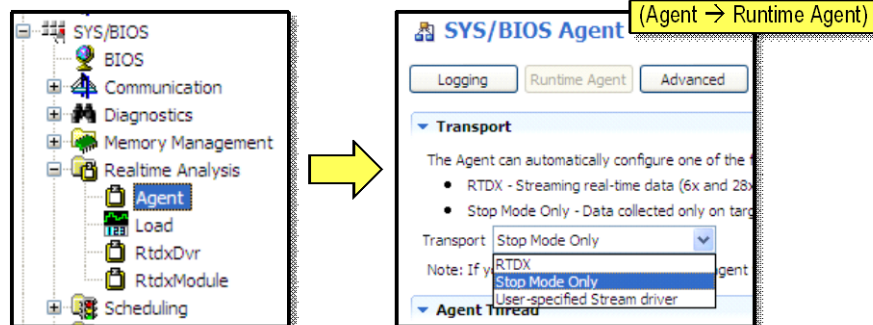 (Agent → Runtime Agent)
SYS/BIOS
BIOS
Communication
Diagnostics
Memory Management
Realtime Analysis
Agent
Load
RtdxDvr
RtdxModule
Scheduling
SYS/BIOS Agent
Logging
Runtime Agent
Advanced
Transport
The Agent can automatically configure one of the
• RTDX - Streaming real-time data (6x and 28x
• Stop Mode Only - Data collected only on targ
Transport Stop Mode Only
RTDX
Stop Mode Only
User-specified Stream driver
Note: If y gent
Agent Thread